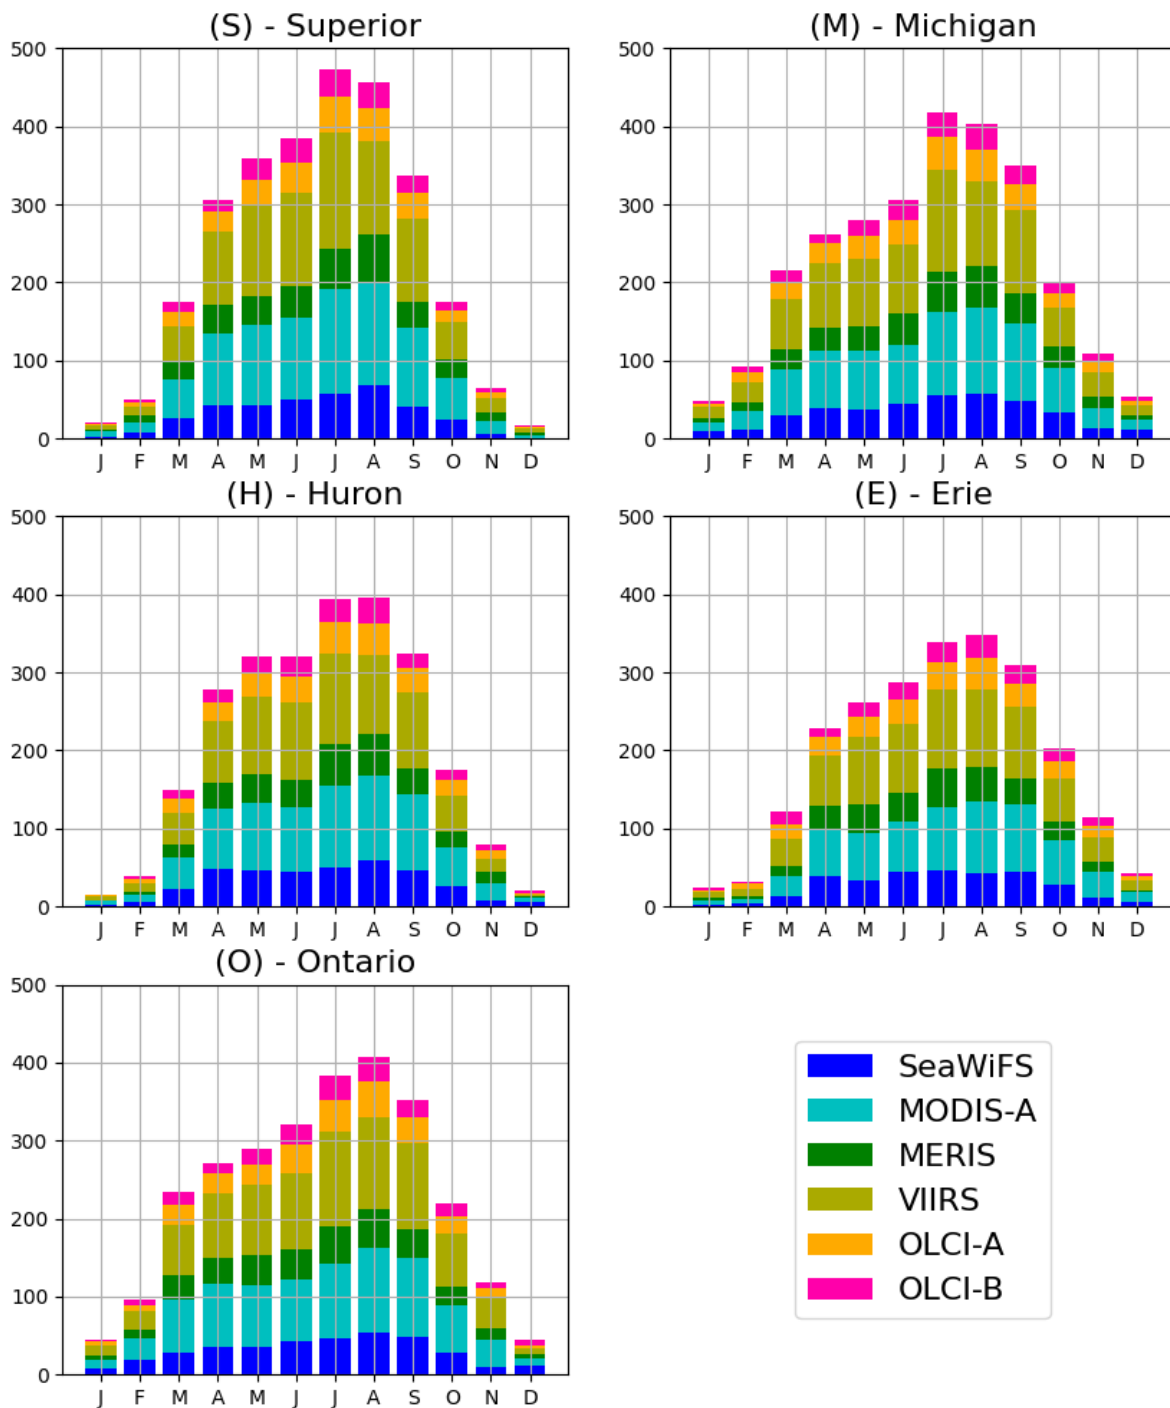 (S) - Superior
500
400
300
200
100
0
J F M A M J J A S O N D
(M) - Michigan
500
400
300
200
100
0
J F M A M J J A S O N D
(H) - Huron
500
400
300
200
100
0
J F M A M J J A S O N D
(E) - Erie
500
400
300
200
100
0
J F M A M J J A S O N D
(O) - Ontario
500
400
300
200
100
0
J F M A M J J A S O N D
SeaWiFS
MODIS-A
MERIS
VIIRS
OLCI-A
OLCI-B